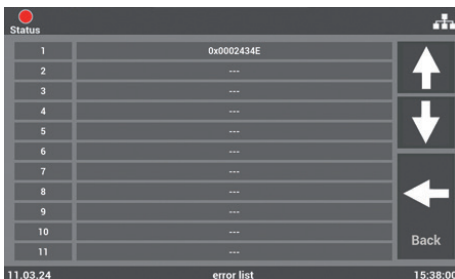 Status
1 0x0002434E
2 ---
3 ---
4 ---
5 ---
6 ---
7 ---
8 ---
9 ---
10 ---
11 ---
Back
11.03.24 error list 15:38:00